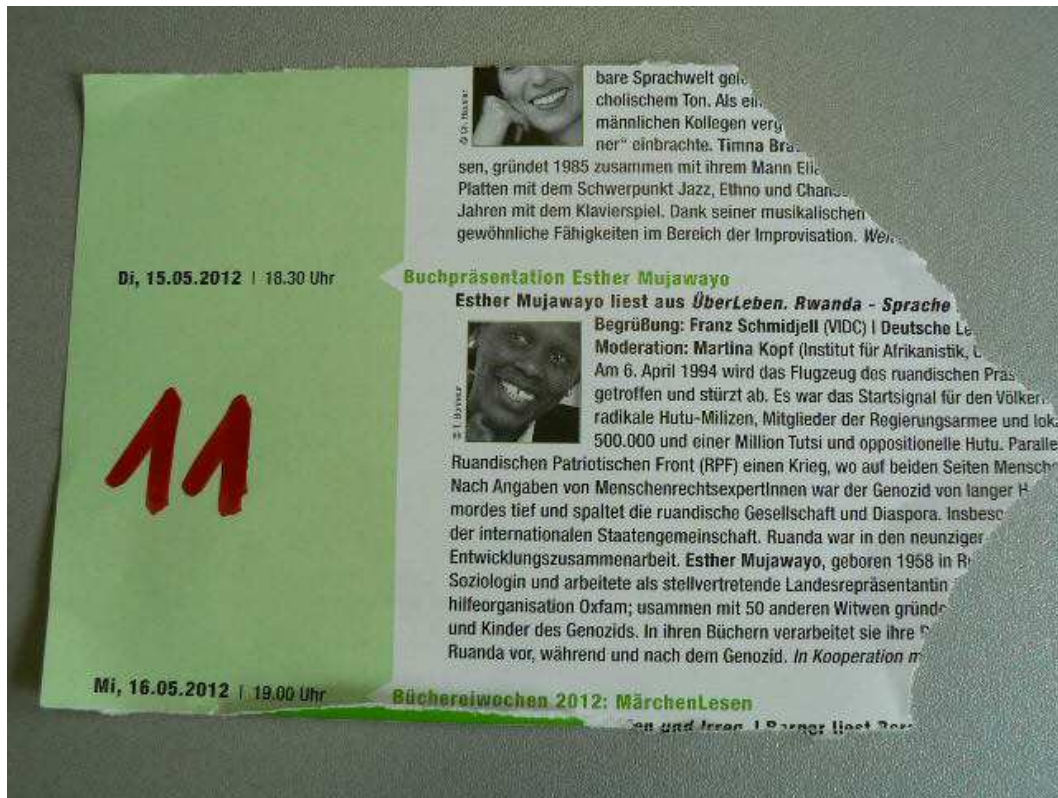 bare Sprachwelt
cholischem Ton. Als
männlichen Kollegen
ner" einbrachte. Timna
sen, gründet 1985 zusammen mit ihrem Mann
Platten mit dem Schwerpunkt Jazz, Ethno und
Jahren mit dem Klavierspiel. Dank seiner musikalischen
gewöhnliche Fähigkeiten im Bereich der Improvisation.
Di, 15.05.2012 | 18.30 Uhr
Buchpräsentation Esther Mujawayo
Esther Mujawayo liest aus ÜberLeben. Rwanda - Sprache
Begrüßung: Franz Schmidjell (VIDC) | Deutsche
Moderation: Martina Kopf (Institut für Afrikanistik,
Am 6. April 1994 wird das Flugzeug des ruandischen
getroffen und stürzt ab. Es war das Startsignal für den
radikale Hutu-Milizen, Mitglieder der Regierungsarmee und
500.000 und einer Million Tutsi und oppositionelle Hutu.
Ruandischen Patriotischen Front (RPF) einen Krieg, wo auf beiden Seiten
Nach Angaben von MenschenrechtsexpertInnen war der Genozid von langer
mordes tief und spaltet die ruandische Gesellschaft und Diaspora.
der internationalen Staatengemeinschaft. Ruanda war in den neunziger
Entwicklungszusammenarbeit. Esther Mujawayo, geboren 1958 in
Soziologin und arbeitete als stellvertretende Landesrepräsentantin
hilfeorganisation Oxfam; usammen mit 50 anderen Witwen
und Kinder des Genozids. In ihren Büchern verarbeitet sie ihre
Ruanda vor, während und nach dem Genozid. In Kooperation
11
Mi, 16.05.2012 | 19.00 Uhr
Büchereiwochen 2012: MärchenLesen
und Irren. | liest